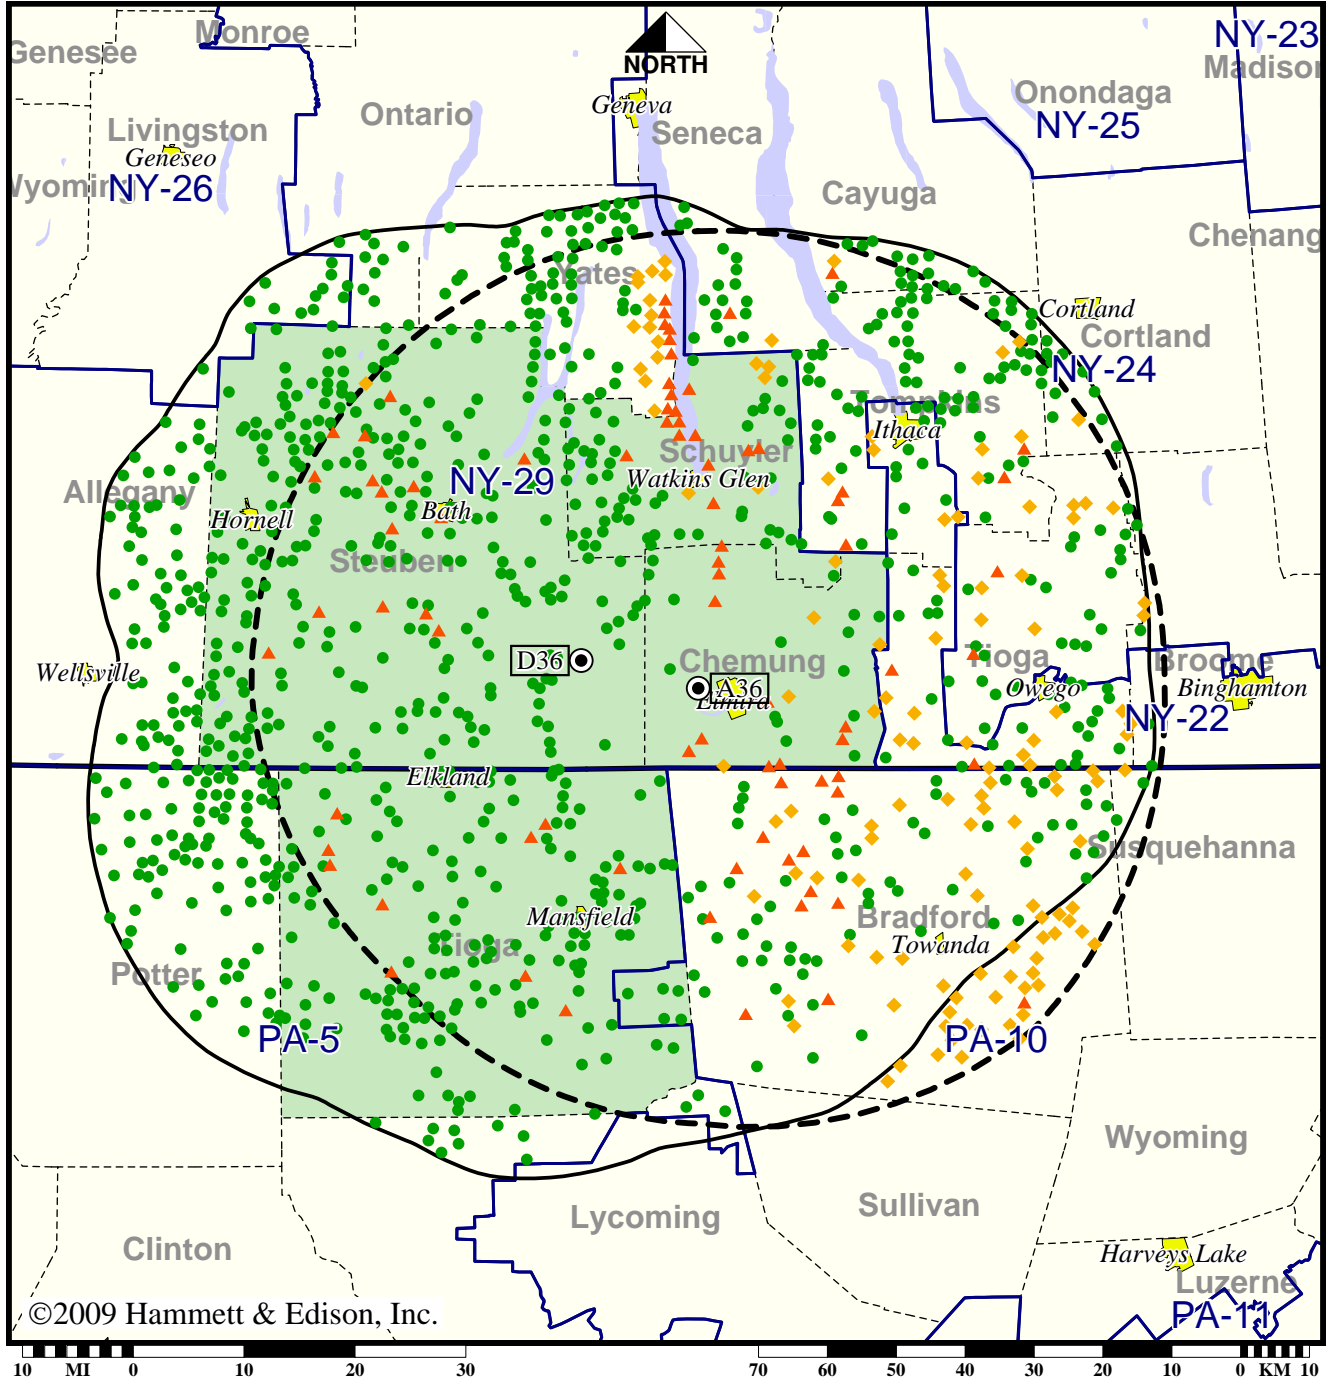 Monroe
NY-23
Genesee
NORTH
Madison
Geneva
Onondaga
Ontario
Livingston
Seneca
NY-25
Geneseo
Wyoming
NY-26
Cayuga
Chenang
Yates
Cortland
Cortland
NY-24
Tompkins
Ithaca
Schuyler
NY-29
Watkins Glen
Allegany
Bath
Hornell
Steuben
D36
Chemung
Tioga
Broome
Wellsville
A36
Elmira
Owego
Binghamton
NY-22
Elkland
Susquehanna
Mansfield
Bradford
Towanda
Tioga
Potter
PA-5
PA-10
Wyoming
Sullivan
Lycoming
Clinton
Harveys Lake
Luzerne
©2009 Hammett & Edison, Inc.
PA-11
10 MI 0 10 20 30 70 60 50 40 30 20 10 0 KM 10